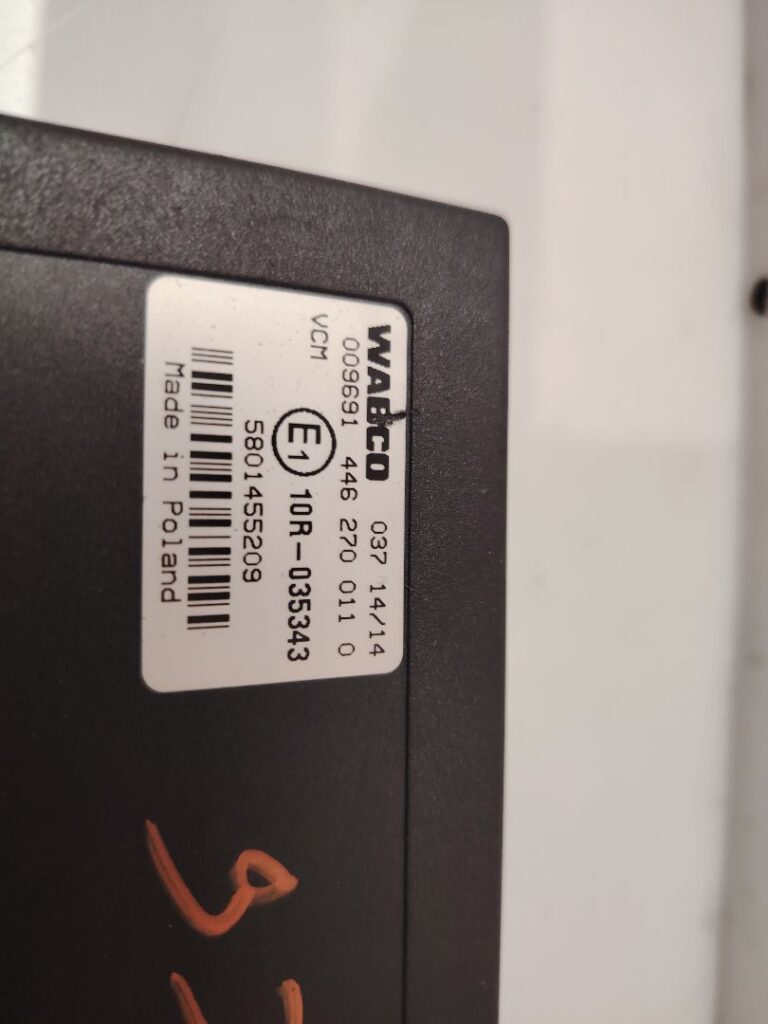 WABCO 037 14/14
009691 446 270 011 0
VCM
E1 10R-035343
5801455209
Made in Poland